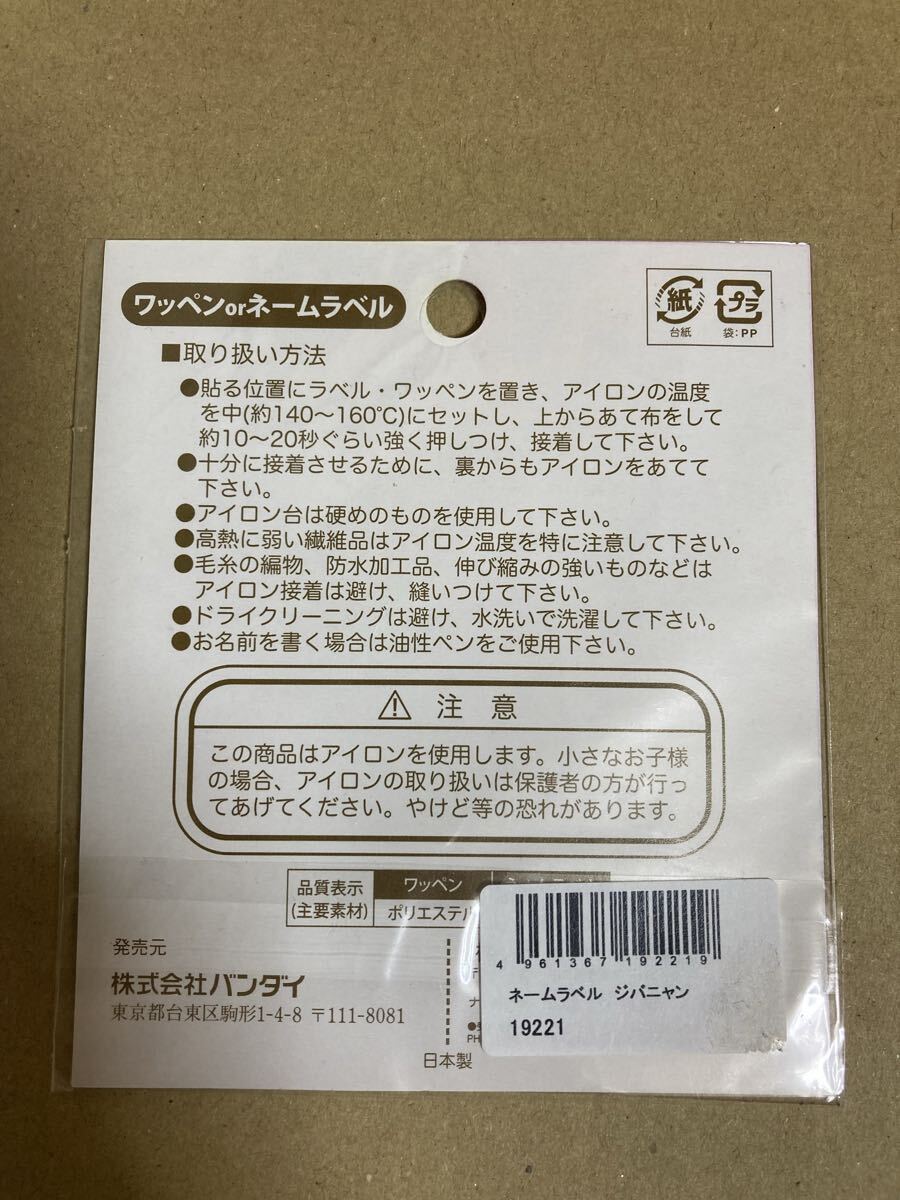 ワッペンorネームラベル
紙
台紙
プラ
袋:PP
■取り扱い方法
●貼る位置にラベル・ワッペンを置き、アイロンの温度
を中(約140〜160℃)にセットし、上からあて布をして
約10〜20秒ぐらい強く押しつけ、接着して下さい。
●十分に接着させるために、裏からもアイロンをあてて
下さい。
●アイロン台は硬めのものを使用して下さい。
●高熱に弱い繊維品はアイロン温度を特に注意して下さい。
●毛糸の編物、防水加工品、伸び縮みの強いものなどは
アイロン接着は避け、縫いつけて下さい。
●ドライクリーニングは避け、水洗いで洗濯して下さい。
●お名前を書く場合は油性ペンをご使用下さい。
⚠ 注 意
この商品はアイロンを使用します。小さなお子様
の場合、アイロンの取り扱いは保護者の方が行っ
てあげてください。やけど等の恐れがあります。
品質表示
(主要素材)
ワッペン
ポリエステル
発売元
株式会社バンダイ
東京都台東区駒形1-4-8 〒111-8081
PH
日本製
4961367192219
ネームラベル ジバニャン
19221